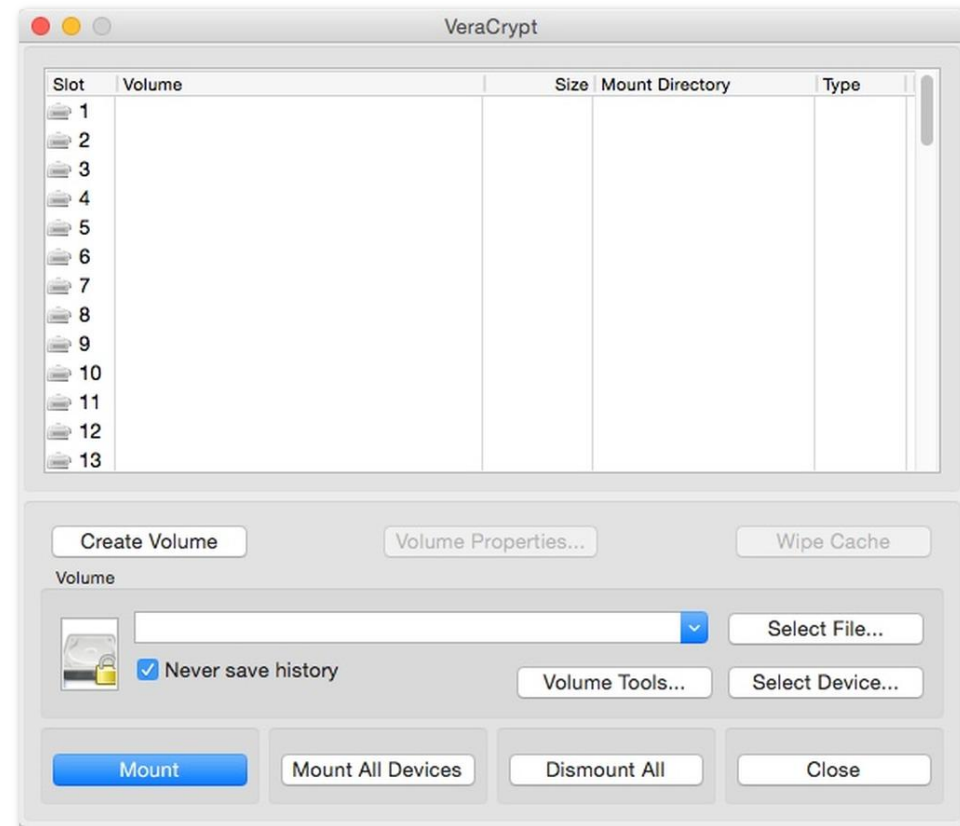 VeraCrypt
Slot Volume Size Mount Directory Type
1
2
3
4
5
6
7
8
9
10
11
12
13
Create Volume Volume Properties... Wipe Cache
Volume
Select File...
Never save history
Volume Tools... Select Device...
Mount Mount All Devices Dismount All Close